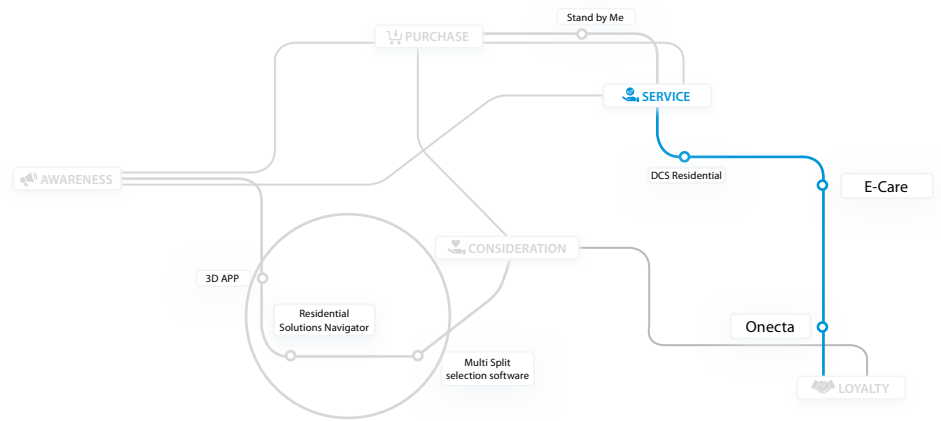 Stand by Me
PURCHASE
SERVICE
DCS Residential
AWARENESS
E-Care
CONSIDERATION
3D APP
Residential
Solutions Navigator
Onecta
Multi Split
selection software
LOYALTY